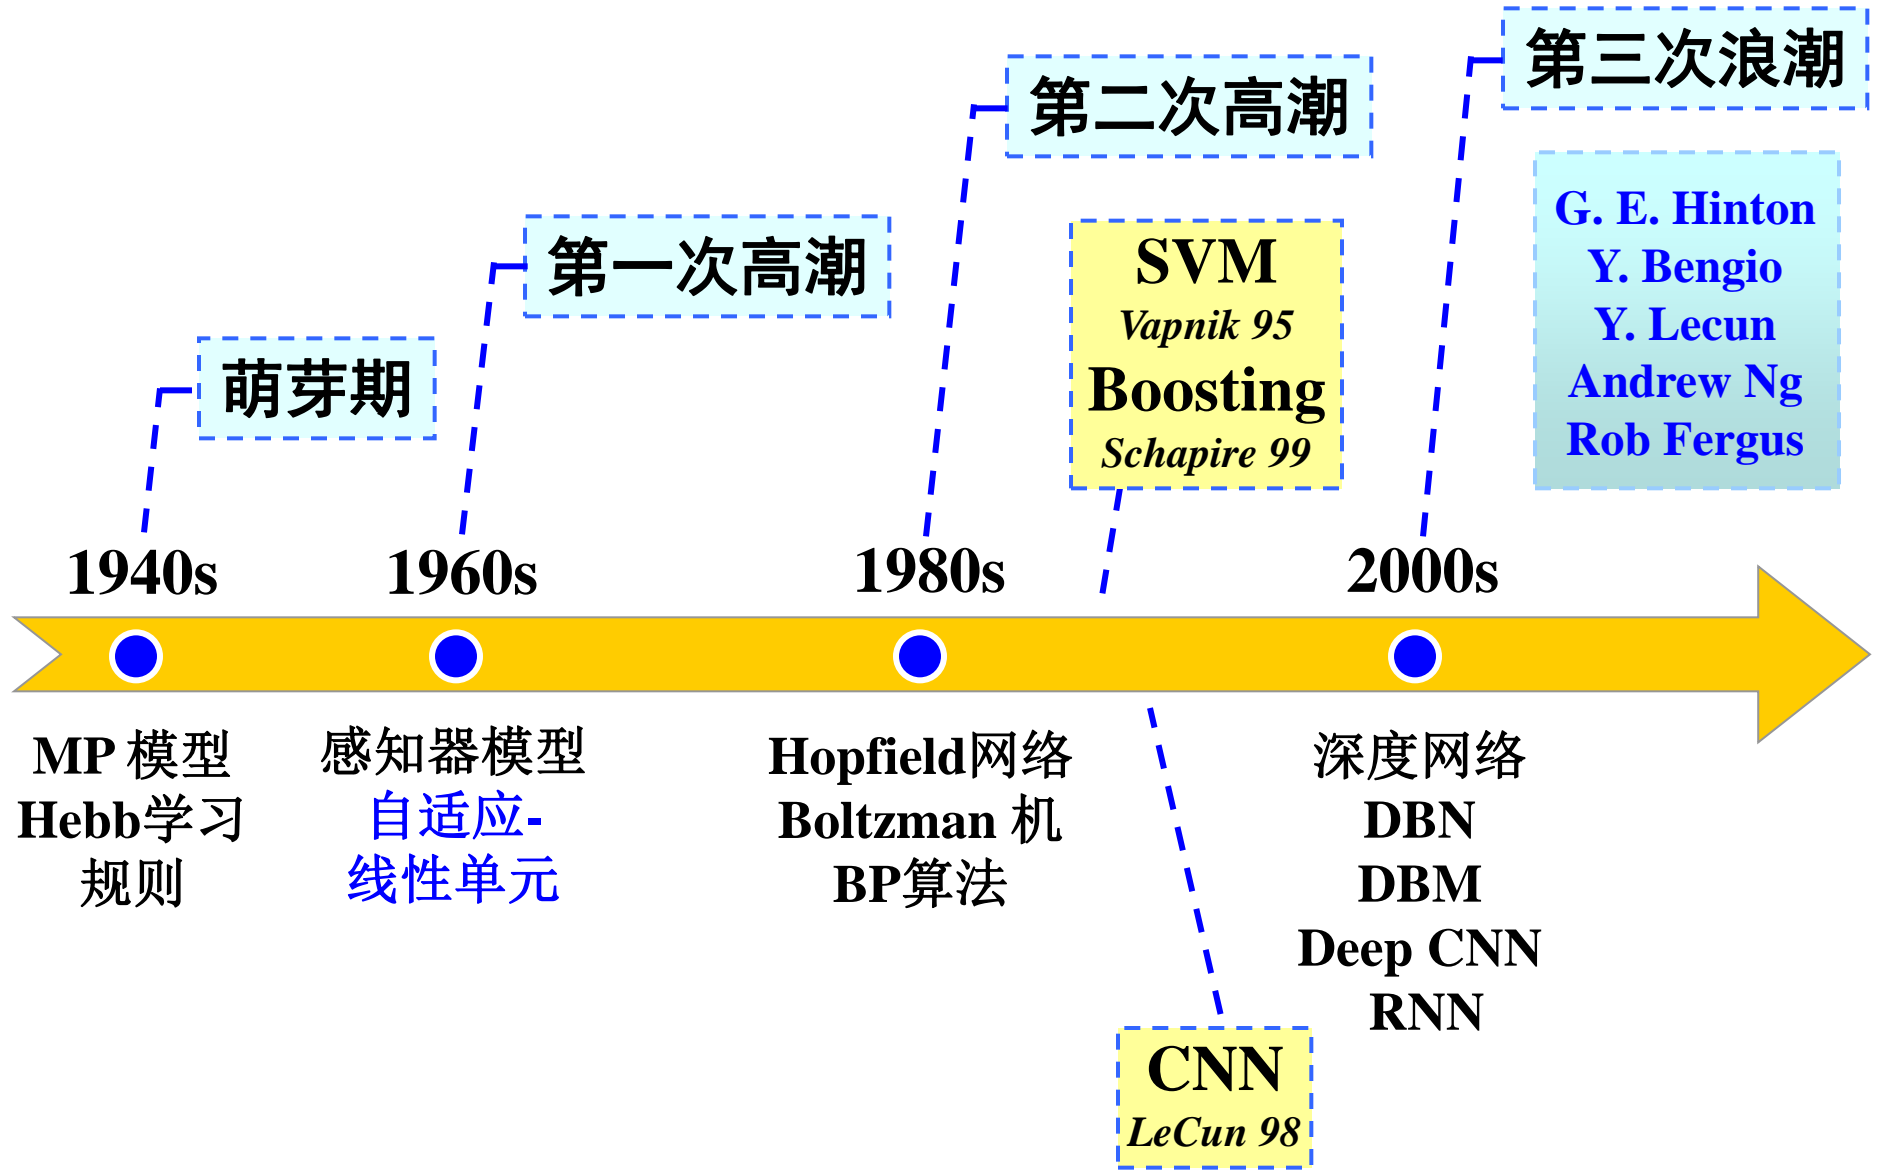 第三次浪潮
第二次高潮
第一次高潮
萌芽期
G. E. Hinton
Y. Bengio
Y. Lecun
Andrew Ng
Rob Fergus
SVM
Vapnik 95
Boosting
Schapire 99
1940s
1960s
1980s
2000s
MP 模型
Hebb学习
规则
感知器模型
自适应-
线性单元
Hopfield网络
Boltzman 机
BP算法
深度网络
DBN
DBM
Deep CNN
RNN
CNN
LeCun 98